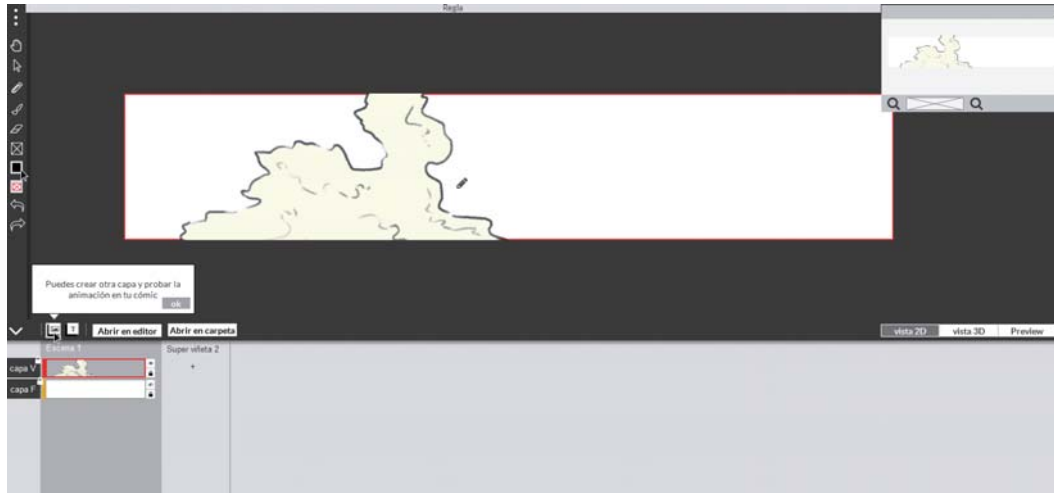 Regla
Puedes crear otra capa y probar la
animación en tu cómic
ok
T
Abrir en editor
Abrir en carpeta
vista 2D
vista 3D
Preview
Escena 1
Super viñeta 2
+
capa V
capa F